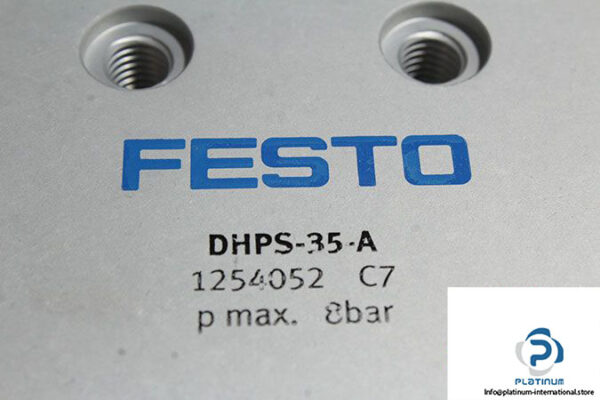 FESTO
DHPS-35-A
1254052 C7
p max. 8bar
PLATINUM
Info@platinum-international.store